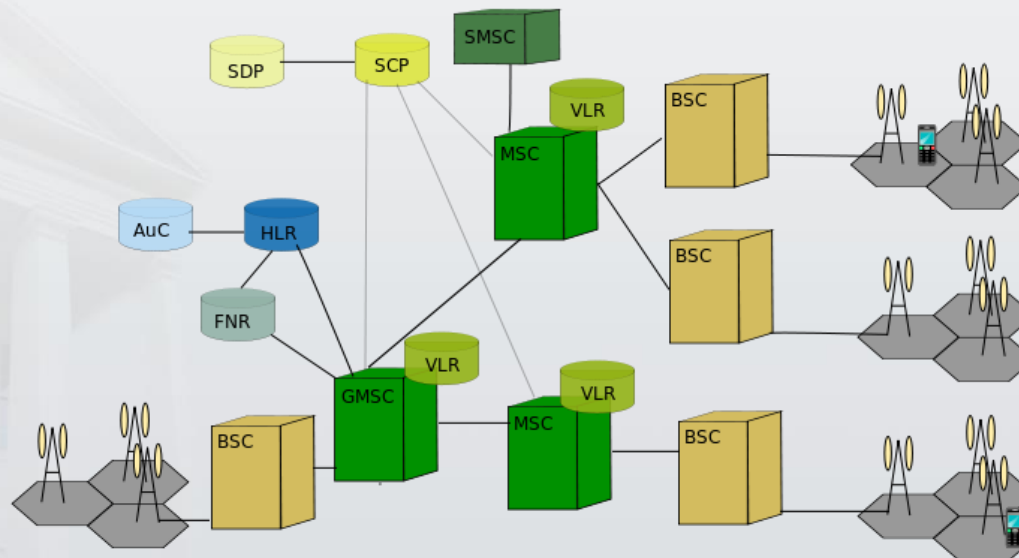 SMSC
SDP
SCP
VLR
BSC
MSC
AuC
HLR
BSC
FNR
VLR
GMSC
VLR
MSC
BSC
BSC